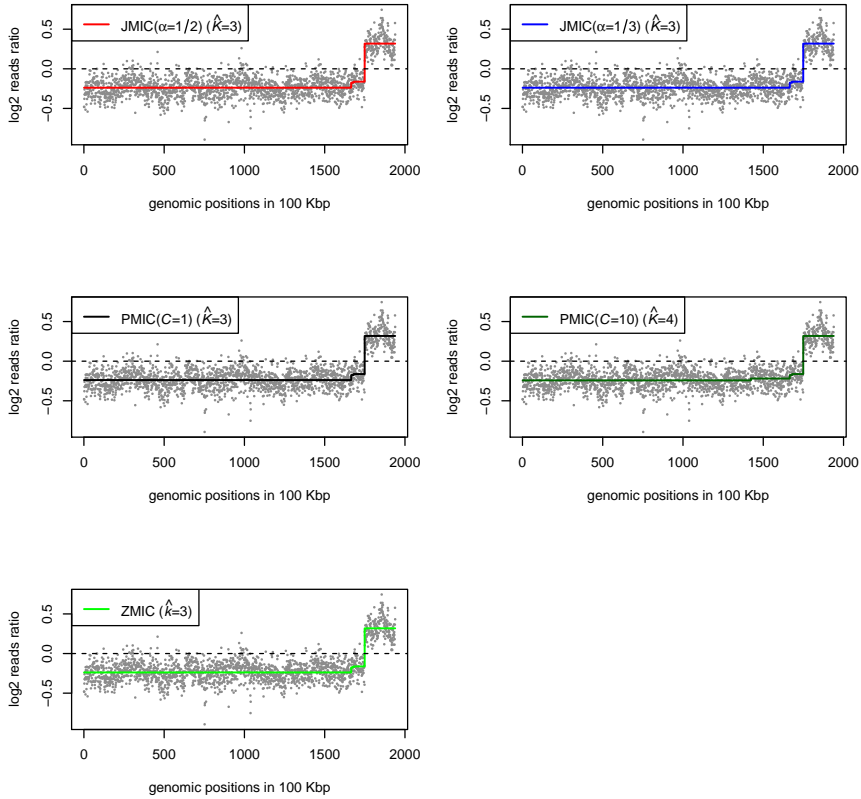 JMIC(α=1/2) (K̂=3)
log2 reads ratio
0.5
0.0
−0.5
0 500 1000 1500 2000
genomic positions in 100 Kbp
JMIC(α=1/3) (K̂=3)
log2 reads ratio
0.5
0.0
−0.5
0 500 1000 1500 2000
genomic positions in 100 Kbp
PMIC(C=1) (K̂=3)
log2 reads ratio
0.5
0.0
−0.5
0 500 1000 1500 2000
genomic positions in 100 Kbp
PMIC(C=10) (K̂=4)
log2 reads ratio
0.5
0.0
−0.5
0 500 1000 1500 2000
genomic positions in 100 Kbp
ZMIC (k̂=3)
log2 reads ratio
0.5
0.0
−0.5
0 500 1000 1500 2000
genomic positions in 100 Kbp